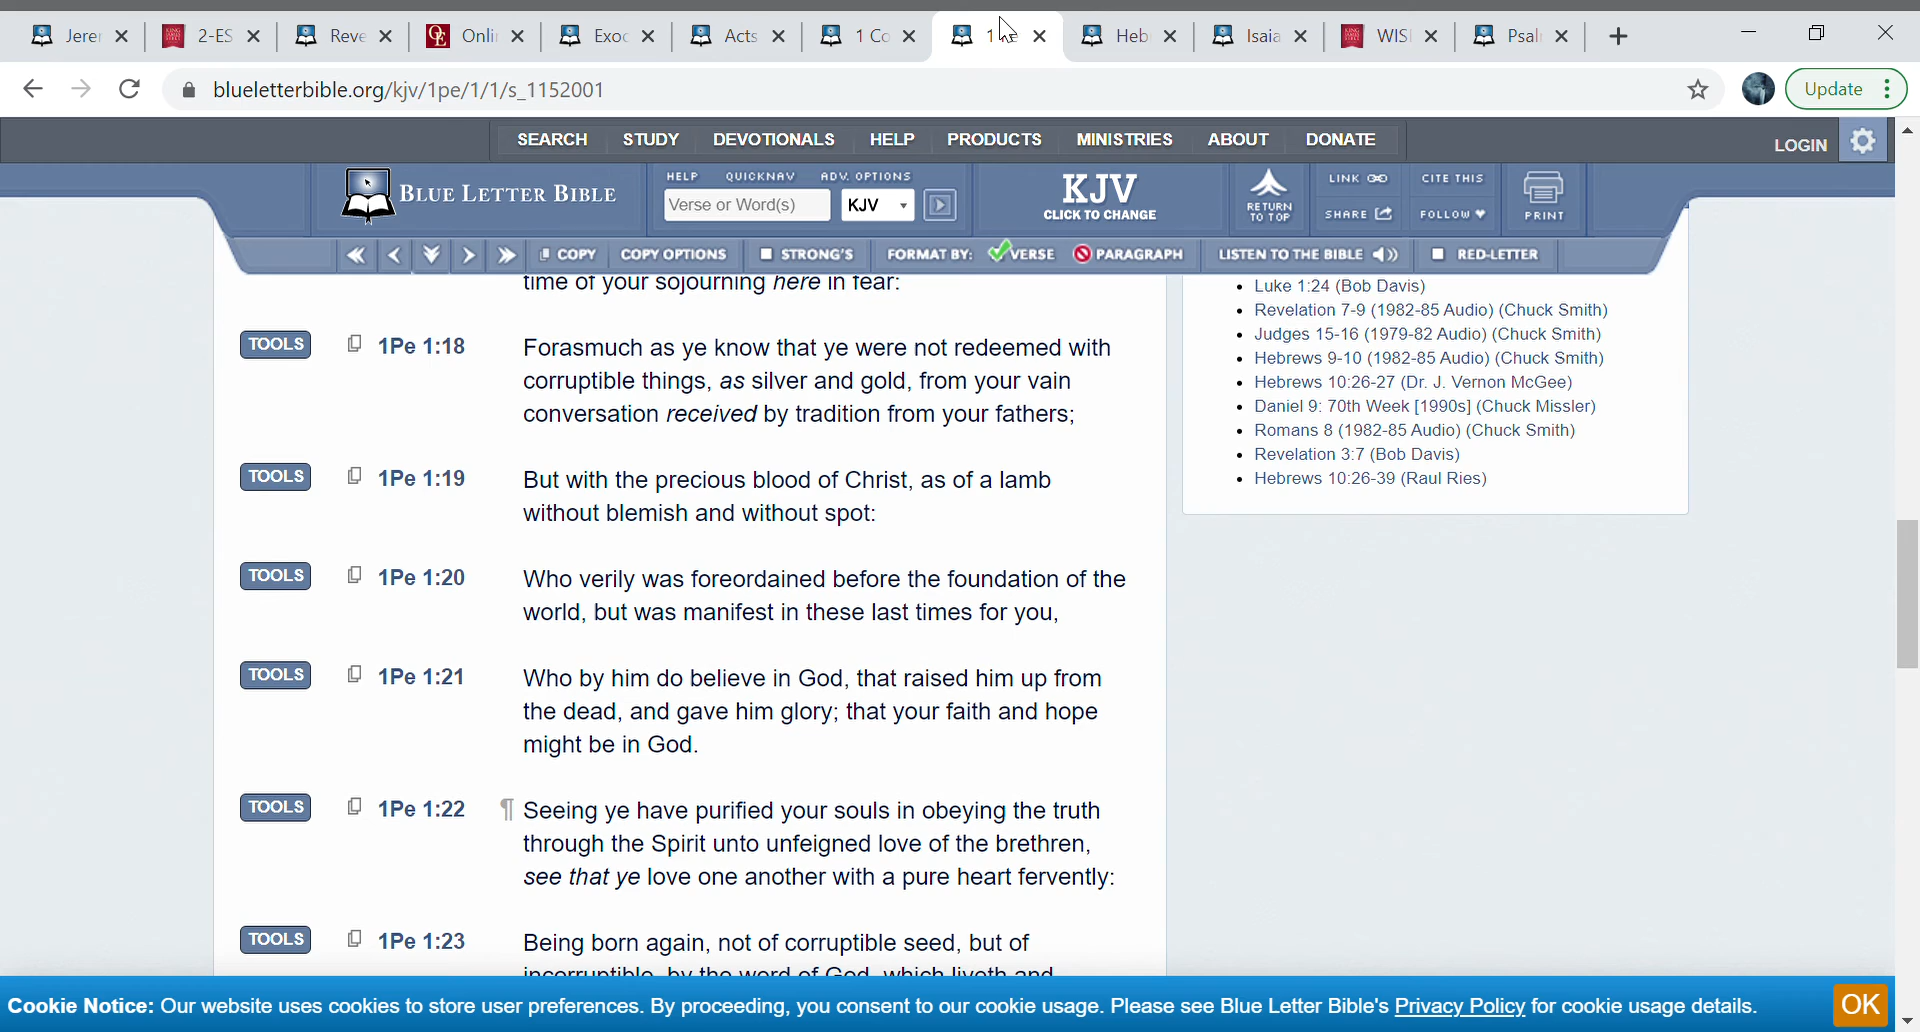 Jere
2-ES
Reve
Onli
Exo
Acts
1 Co
1
Heb
Isaia
WIS
Psal
blueletterbible.org/kjv/1pe/1/1/s_1152001
Update
SEARCH STUDY DEVOTIONALS HELP PRODUCTS MINISTRIES ABOUT DONATE
LOGIN
BLUE LETTER BIBLE
HELP QUICKNAV ADV. OPTIONS
Verse or Word(s) KJV
KJV
CLICK TO CHANGE
RETURN
TO TOP
LINK CITE THIS
SHARE FOLLOW
PRINT
COPY COPY OPTIONS STRONG'S FORMAT BY: VERSE PARAGRAPH LISTEN TO THE BIBLE RED-LETTER
time of your sojourning here in fear:
TOOLS 1Pe 1:18 Forasmuch as ye know that ye were not redeemed with
corruptible things, as silver and gold, from your vain
conversation received by tradition from your fathers;
TOOLS 1Pe 1:19 But with the precious blood of Christ, as of a lamb
without blemish and without spot:
TOOLS 1Pe 1:20 Who verily was foreordained before the foundation of the
world, but was manifest in these last times for you,
TOOLS 1Pe 1:21 Who by him do believe in God, that raised him up from
the dead, and gave him glory; that your faith and hope
might be in God.
TOOLS 1Pe 1:22 ¶ Seeing ye have purified your souls in obeying the truth
through the Spirit unto unfeigned love of the brethren,
see that ye love one another with a pure heart fervently:
TOOLS 1Pe 1:23 Being born again, not of corruptible seed, but of
incorruptible, by the word of God, which liveth and
Luke 1:24 (Bob Davis)
Revelation 7-9 (1982-85 Audio) (Chuck Smith)
Judges 15-16 (1979-82 Audio) (Chuck Smith)
Hebrews 9-10 (1982-85 Audio) (Chuck Smith)
Hebrews 10:26-27 (Dr. J. Vernon McGee)
Daniel 9: 70th Week [1990s] (Chuck Missler)
Romans 8 (1982-85 Audio) (Chuck Smith)
Revelation 3:7 (Bob Davis)
Hebrews 10:26-39 (Raul Ries)
Cookie Notice: Our website uses cookies to store user preferences. By proceeding, you consent to our cookie usage. Please see Blue Letter Bible's Privacy Policy for cookie usage details.
OK